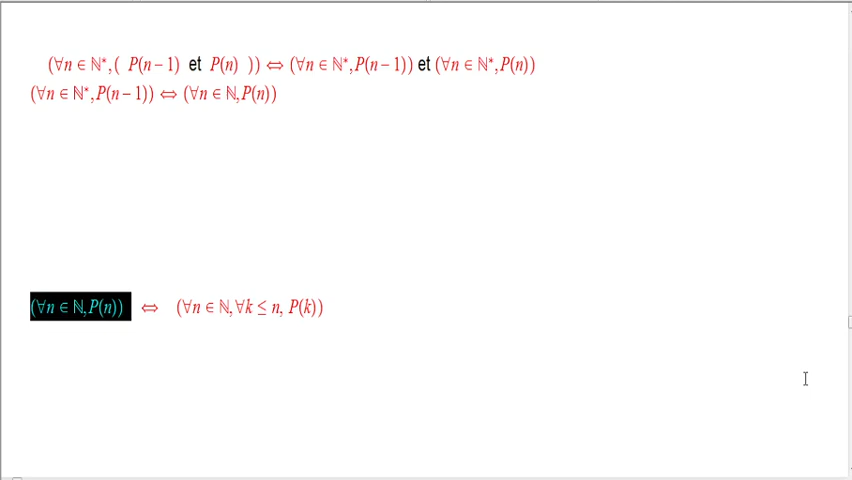 (∀n ∈ ℕ*, ( P(n − 1) et P(n) )) ⇔ (∀n ∈ ℕ*, P(n − 1)) et (∀n ∈ ℕ*, P(n))
(∀n ∈ ℕ*, P(n − 1)) ⇔ (∀n ∈ ℕ, P(n))
(∀n ∈ ℕ, P(n)) ⇔ (∀n ∈ ℕ, ∀k ≤ n, P(k))